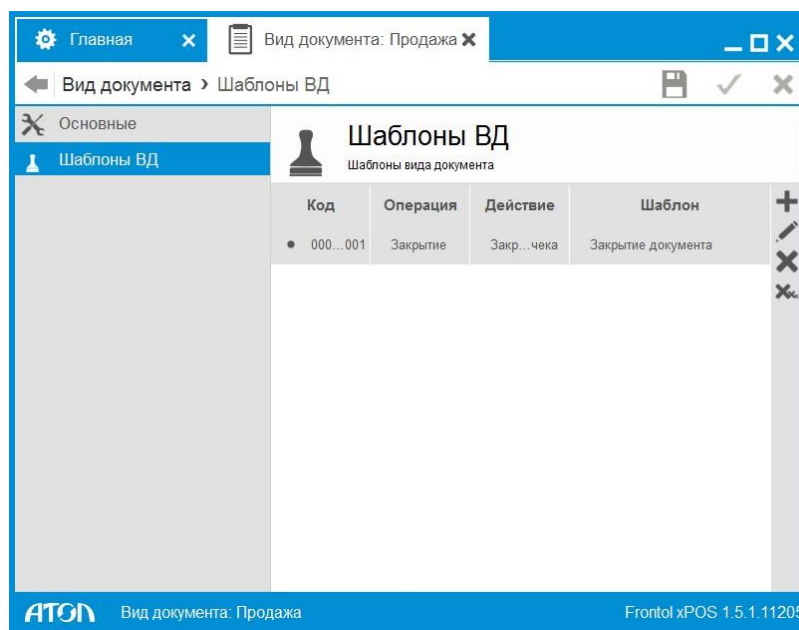 Главная
Вид документа: Продажа
Вид документа › Шаблоны ВД
Основные
Шаблоны ВД
Шаблоны ВД
Шаблоны вида документа
Код Операция Действие Шаблон
000...001 Закрытие Закр...чека Закрытие документа
АТОЛ Вид документа: Продажа Frontol xPOS 1.5.1.11205